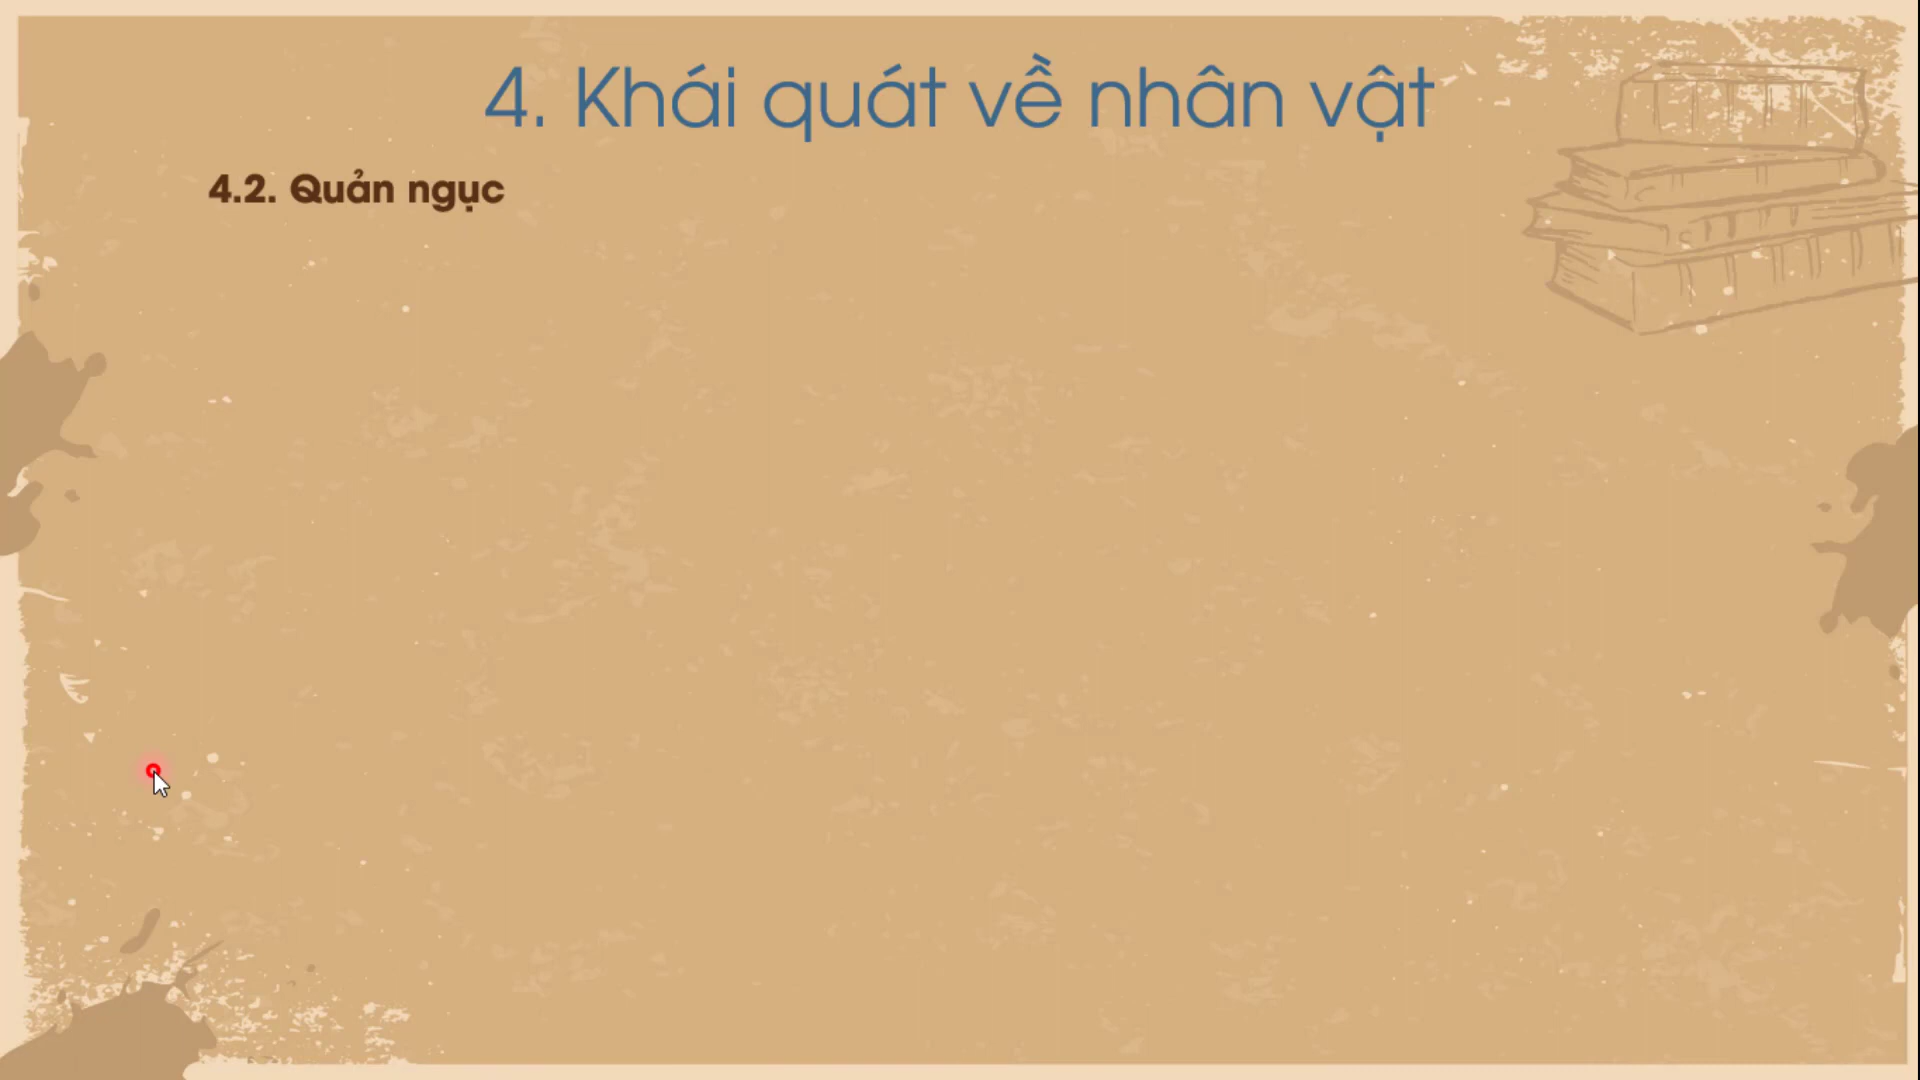 4. Khái quát về nhân vật
4.2. Quản ngục